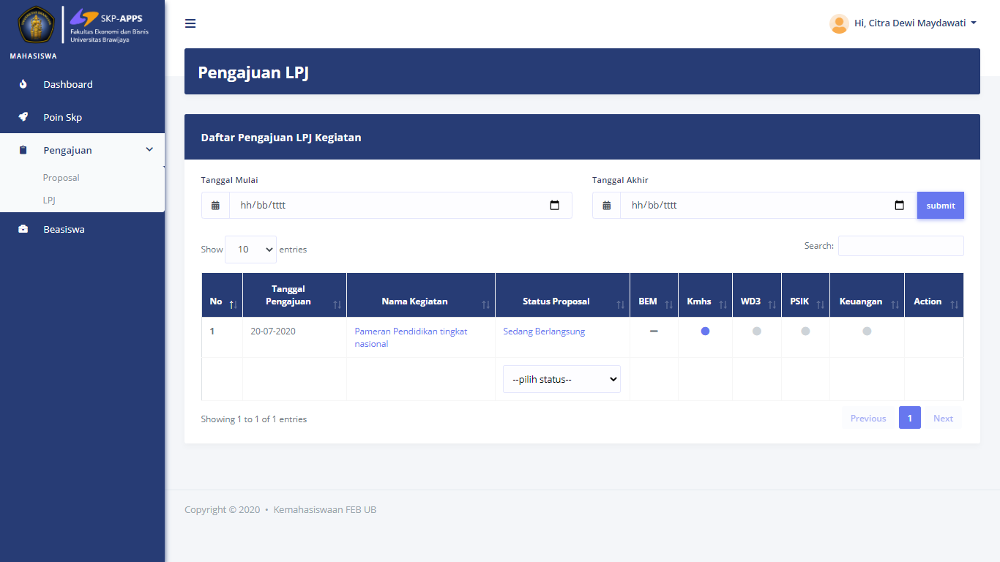 SKP-APPS
Fakultas Ekonomi dan Bisnis
Universitas Brawijaya
MAHASISWA
Dashboard
Poin Skp
Pengajuan
Proposal
LPJ
Beasiswa
Hi, Citra Dewi Maydawati
Pengajuan LPJ
Daftar Pengajuan LPJ Kegiatan
Tanggal Mulai
Tanggal Akhir
hh/bb/tttt
hh/bb/tttt
submit
Show 10 entries
Search:
No
Tanggal
Pengajuan
Nama Kegiatan
Status Proposal
BEM
Kmhs
WD3
PSIK
Keuangan
Action
1
20-07-2020
Pameran Pendidikan tingkat
nasional
Sedang Berlangsung
--pilih status--
Showing 1 to 1 of 1 entries
Previous
1
Next
Copyright © 2020 • Kemahasiswaan FEB UB